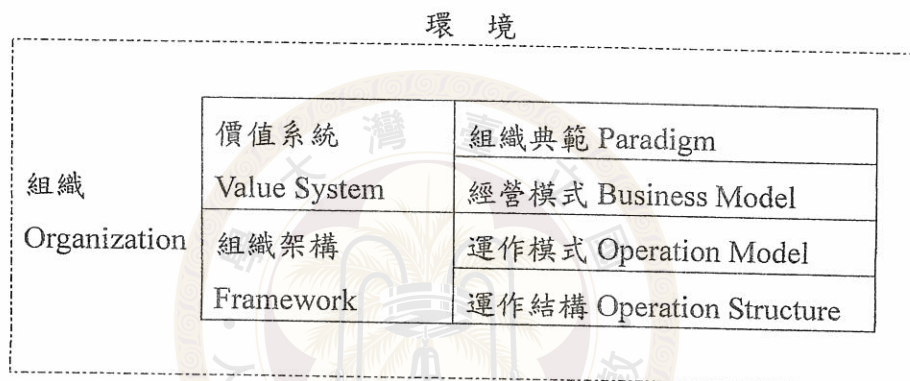 環 境
組織
Organization
價值系統
Value System
組織架構
Framework
組織典範 Paradigm
經營模式 Business Model
運作模式 Operation Model
運作結構 Operation Structure